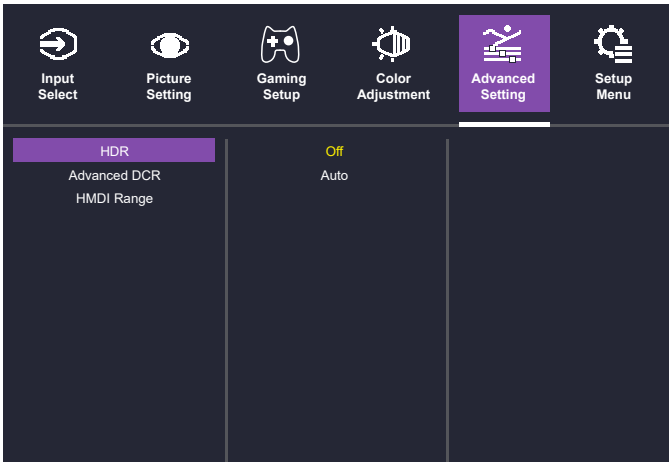 Input
Select
Picture
Setting
Gaming
Setup
Color
Adjustment
Advanced
Setting
Setup
Menu
HDR
Off
Advanced DCR
Auto
HMDI Range